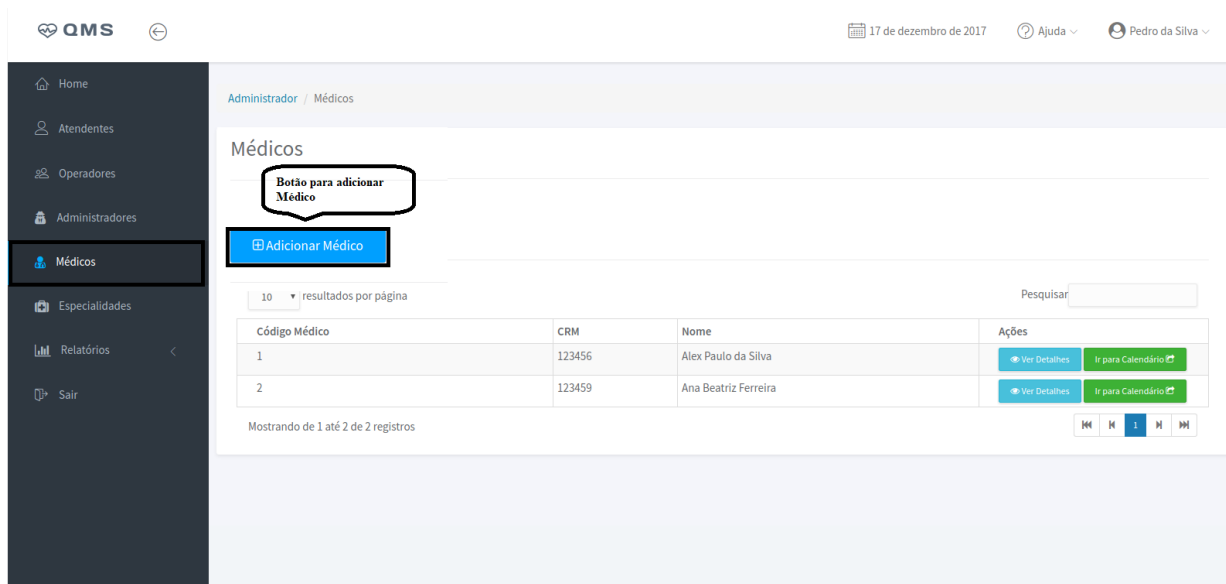 QMS
17 de dezembro de 2017
Ajuda
Pedro da Silva
Home
Atendentes
Operadores
Administradores
Médicos
Especialidades
Relatórios
Sair
Administrador / Médicos
Médicos
Botão para adicionar
Médico
Adicionar Médico
10 resultados por página
Pesquisar
Código Médico CRM Nome Ações
1 123456 Alex Paulo da Silva Ver Detalhes Ir para Calendário
2 123459 Ana Beatriz Ferreira Ver Detalhes Ir para Calendário
Mostrando de 1 até 2 de 2 registros
1